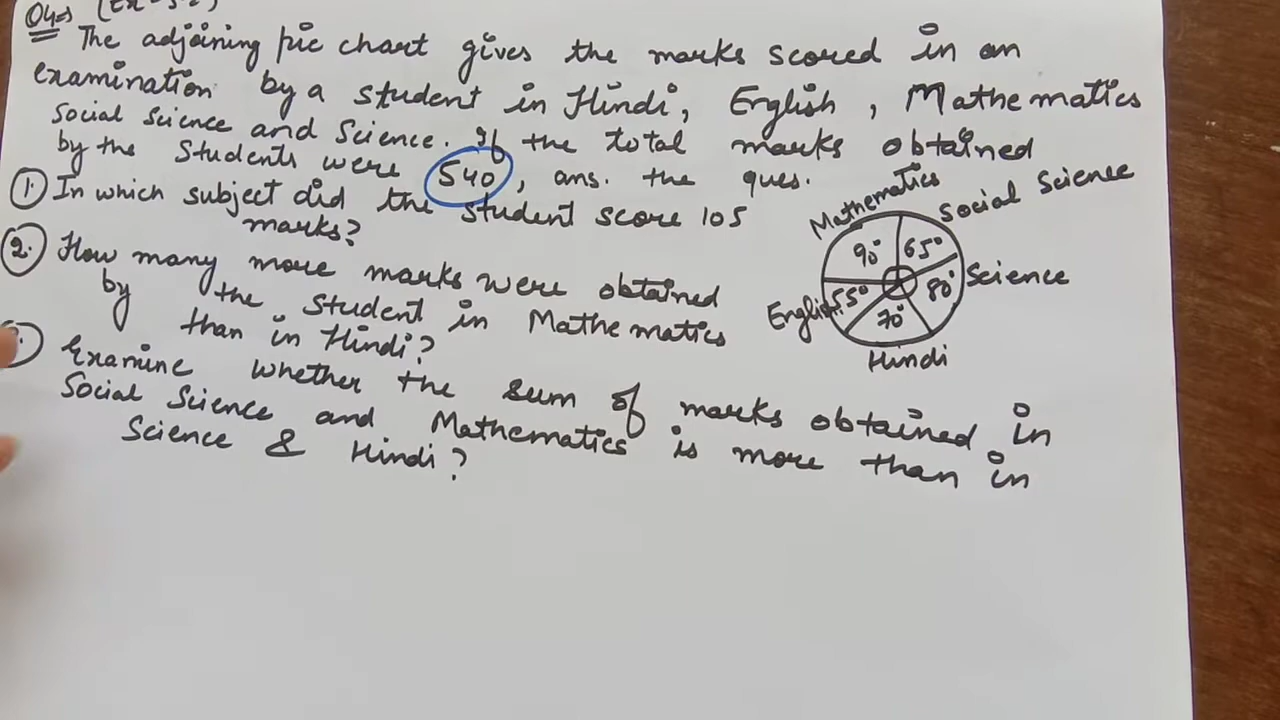 Q4=>
The adjoining pie chart gives the marks scored in an
examination by a student in Hindi, English, Mathematics
Social Science and Science. If the total marks obtained
by the students were 540, ans. the ques.
1. In which subject did the student score 105
marks?
2. How many more marks were obtained
by the student in Mathematics
than in Hindi?
Examine whether the sum of marks obtained in
Social Science and Mathematics is more than in
Science & Hindi?
Mathematics
Social Science
90°
65°
Science
80°
English
55°
70°
Hindi